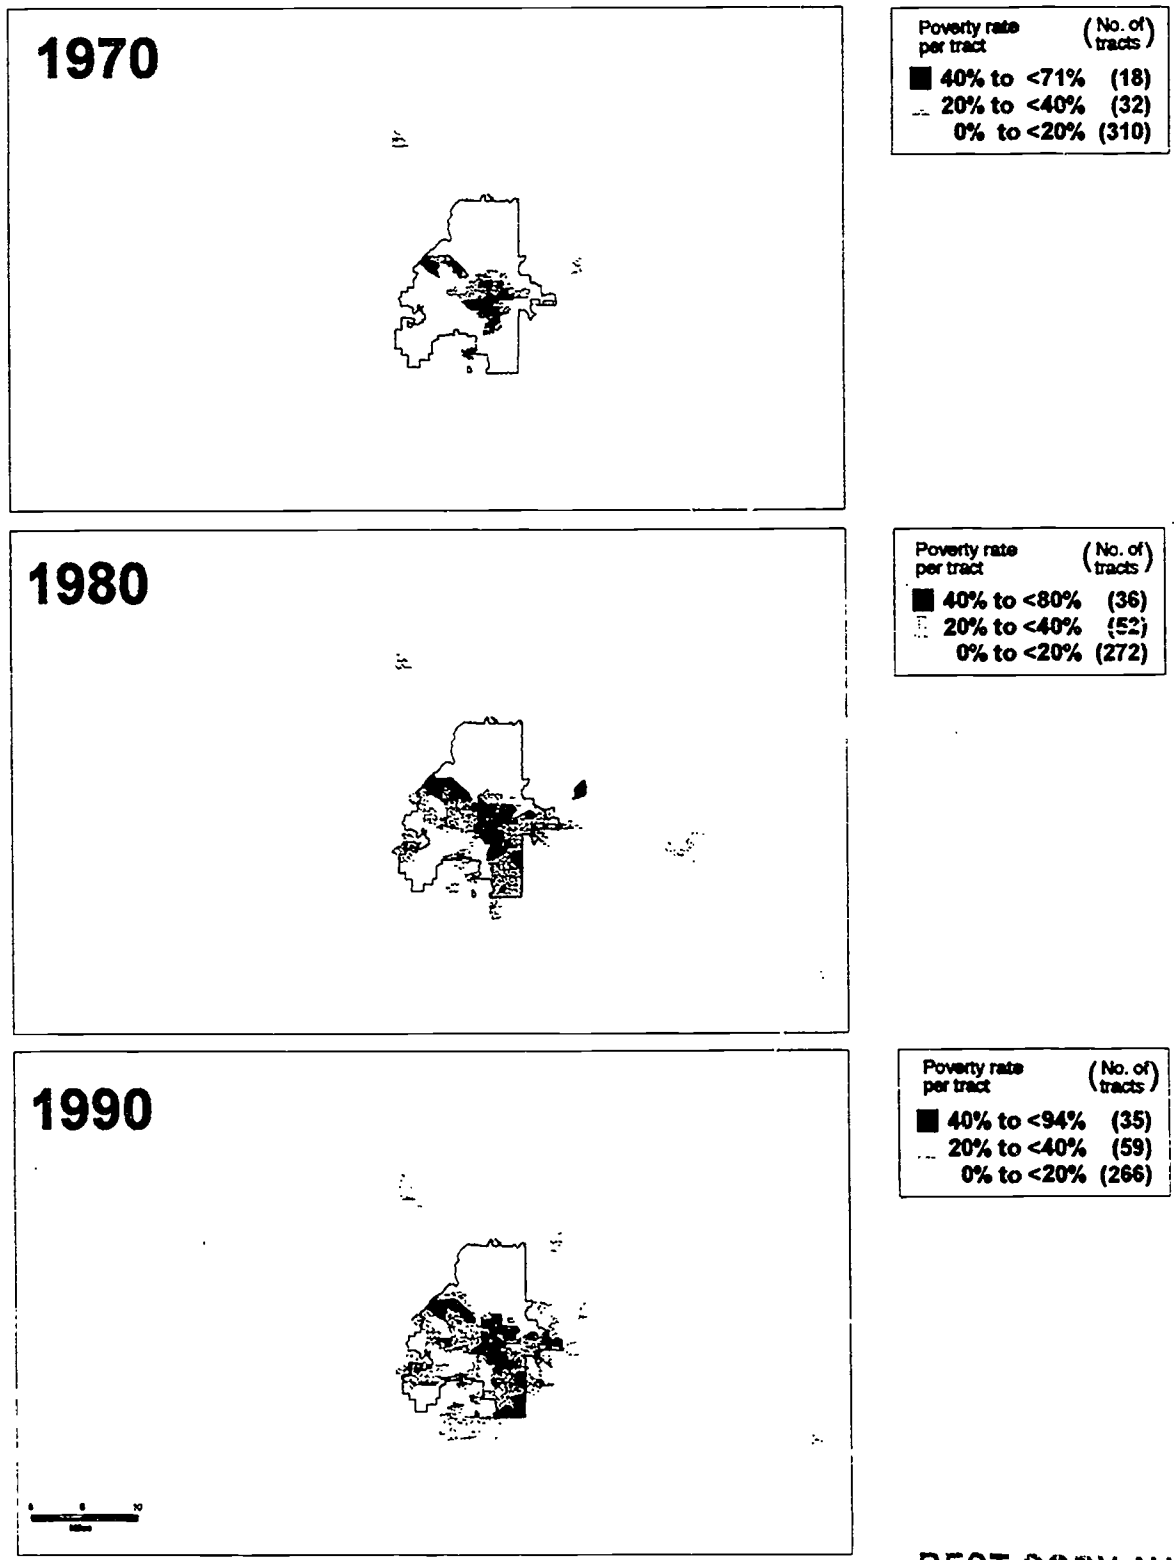 1970
Poverty rate per tract (No. of tracts)
40% to <71% (18)
20% to <40% (32)
0% to <20% (310)
1980
Poverty rate per tract (No. of tracts)
40% to <80% (36)
20% to <40% (52)
0% to <20% (272)
1990
Poverty rate per tract (No. of tracts)
40% to <94% (35)
20% to <40% (59)
0% to <20% (266)
10
Miles